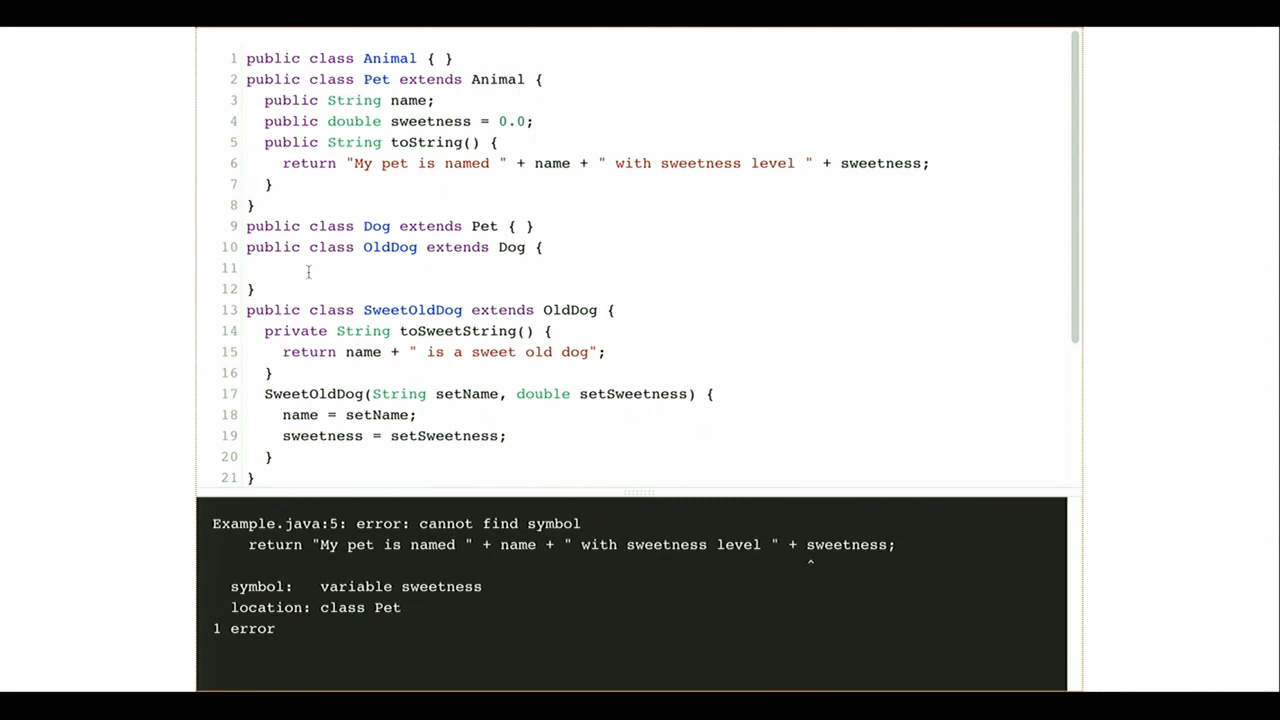 1 public class Animal { }
2 public class Pet extends Animal {
3   public String name;
4   public double sweetness = 0.0;
5   public String toString() {
6     return "My pet is named " + name + " with sweetness level " + sweetness;
7   }
8 }
9 public class Dog extends Pet { }
10 public class OldDog extends Dog {
11
12 }
13 public class SweetOldDog extends OldDog {
14   private String toSweetString() {
15     return name + " is a sweet old dog";
16   }
17   SweetOldDog(String setName, double setSweetness) {
18     name = setName;
19     sweetness = setSweetness;
20   }
21 }
Example.java:5: error: cannot find symbol
    return "My pet is named " + name + " with sweetness level " + sweetness;
^
  symbol:   variable sweetness
  location: class Pet
1 error